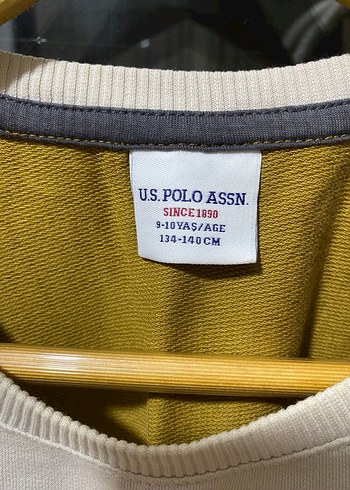 U.S. POLO ASSN.
SINCE 1890
9-10 YAŞ/AGE
134-140 CM